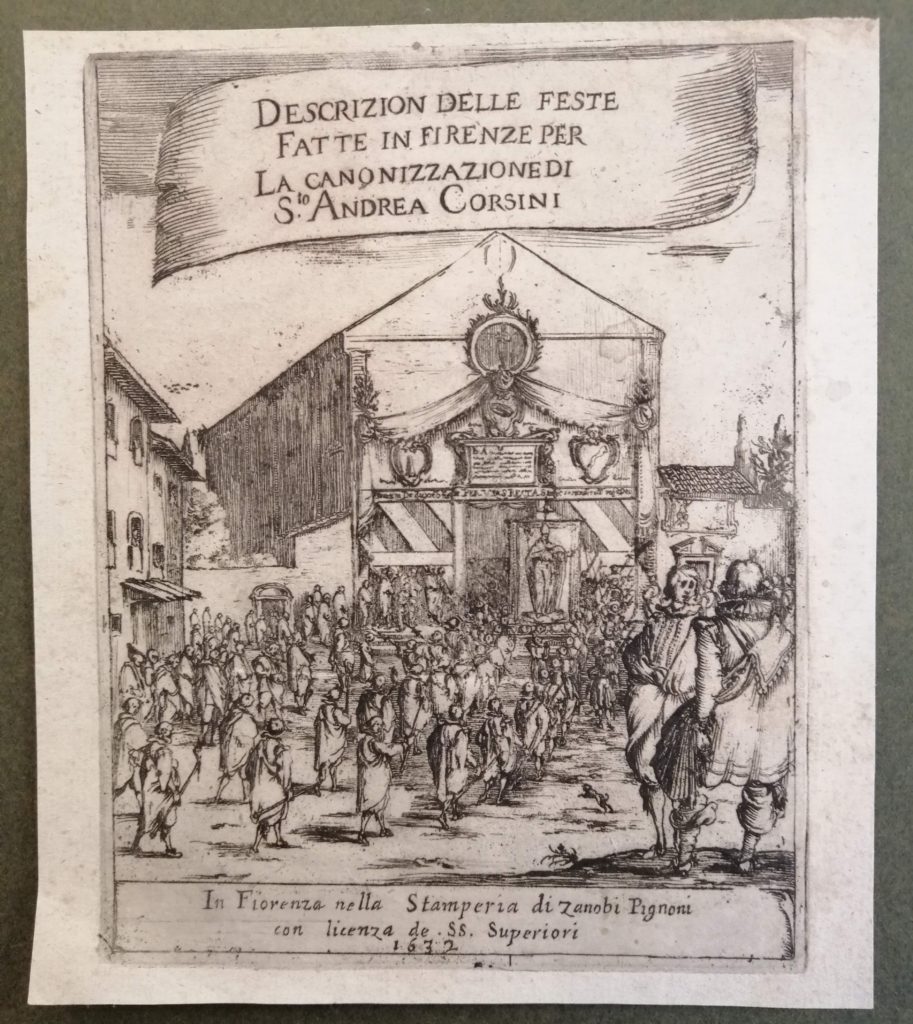 DESCRIZION DELLE FESTE
FATTE IN FIRENZE PER
LA CANONIZZAZIONE DI
S.to ANDREA CORSINI
In Fiorenza nella Stamperia di Zanobi Pignoni
con licenza de. SS. Superiori
1632